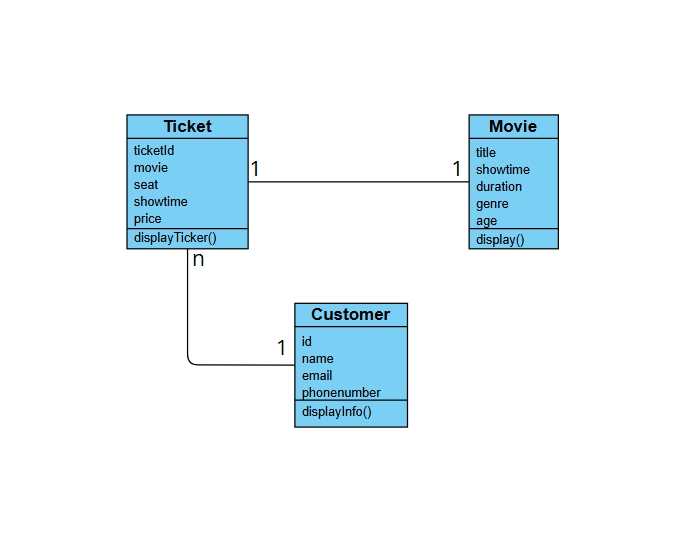 Ticket
ticketId
movie
seat
showtime
price
displayTicker()
1
1
Movie
title
showtime
duration
genre
age
display()
n
1
Customer
id
name
email
phonenumber
displayInfo()